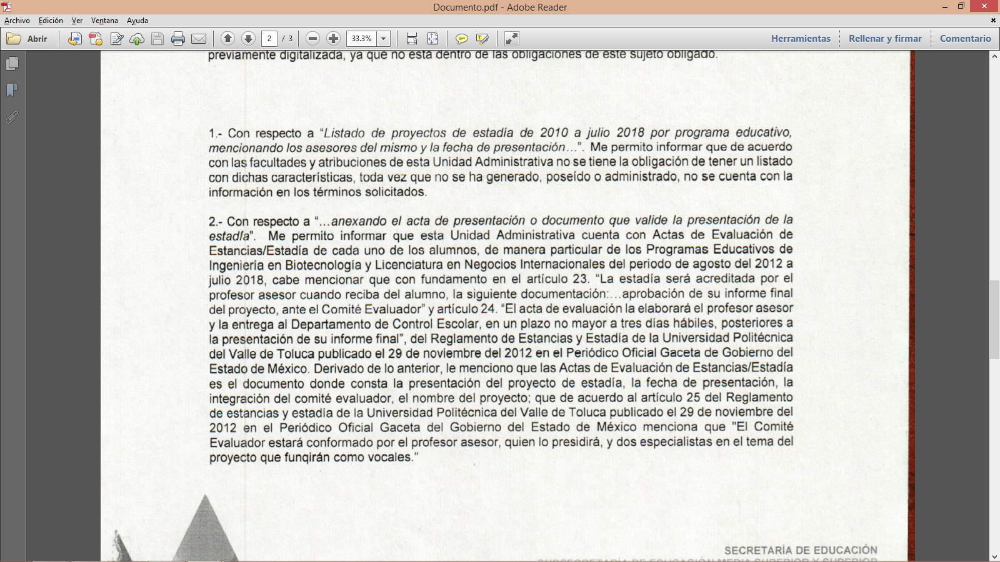 Documento.pdf - Adobe Reader
Archivo Edición Ver Ventana Ayuda
Abrir 2 / 3 33.3% Herramientas Rellenar y firmar Comentario
previamente digitalizada, ya que no está dentro de las obligaciones de este sujeto obligado.
1.- Con respecto a “Listado de proyectos de estadía de 2010 a julio 2018 por programa educativo,
mencionando los asesores del mismo y la fecha de presentación…”. Me permito informar que de acuerdo
con las facultades y atribuciones de esta Unidad Administrativa no se tiene la obligación de tener un listado
con dichas características, toda vez que no se ha generado, poseído o administrado, no se cuenta con la
información en los términos solicitados.
2.- Con respecto a “…anexando el acta de presentación o documento que valide la presentación de la
estadía”. Me permito informar que esta Unidad Administrativa cuenta con Actas de Evaluación de
Estancias/Estadía de cada uno de los alumnos, de manera particular de los Programas Educativos de
Ingeniería en Biotecnología y Licenciatura en Negocios Internacionales del periodo de agosto del 2012 a
julio 2018, cabe mencionar que con fundamento en el artículo 23. “La estadía será acreditada por el
profesor asesor cuando reciba del alumno, la siguiente documentación:…aprobación de su informe final
del proyecto, ante el Comité Evaluador” y artículo 24. “El acta de evaluación la elaborará el profesor asesor
y la entrega al Departamento de Control Escolar, en un plazo no mayor a tres días hábiles, posteriores a
la presentación de su informe final”, del Reglamento de Estancias y Estadía de la Universidad Politécnica
del Valle de Toluca publicado el 29 de noviembre del 2012 en el Periódico Oficial Gaceta de Gobierno del
Estado de México. Derivado de lo anterior, le menciono que las Actas de Evaluación de Estancias/Estadía
es el documento donde consta la presentación del proyecto de estadía, la fecha de presentación, la
integración del comité evaluador, el nombre del proyecto; que de acuerdo al artículo 25 del Reglamento
de estancias y estadía de la Universidad Politécnica del Valle de Toluca publicado el 29 de noviembre del
2012 en el Periódico Oficial Gaceta del Gobierno del Estado de México menciona que "El Comité
Evaluador estará conformado por el profesor asesor, quien lo presidirá, y dos especialistas en el tema del
proyecto que fungirán como vocales."
SECRETARÍA DE EDUCACIÓN
SUBSECRETARÍA DE EDUCACIÓN MEDIA SUPERIOR Y SUPERIOR